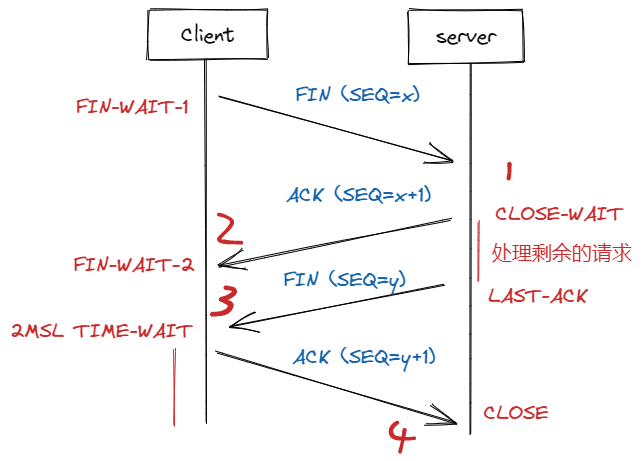 Client
server
FIN (SEQ=x)
FIN-WAIT-1
1
ACK (SEQ=x+1)
CLOSE-WAIT
2
处理剩余的请求
FIN-WAIT-2
FIN (SEQ=y)
LAST-ACK
3
2MSL TIME-WAIT
ACK (SEQ=y+1)
CLOSE
4